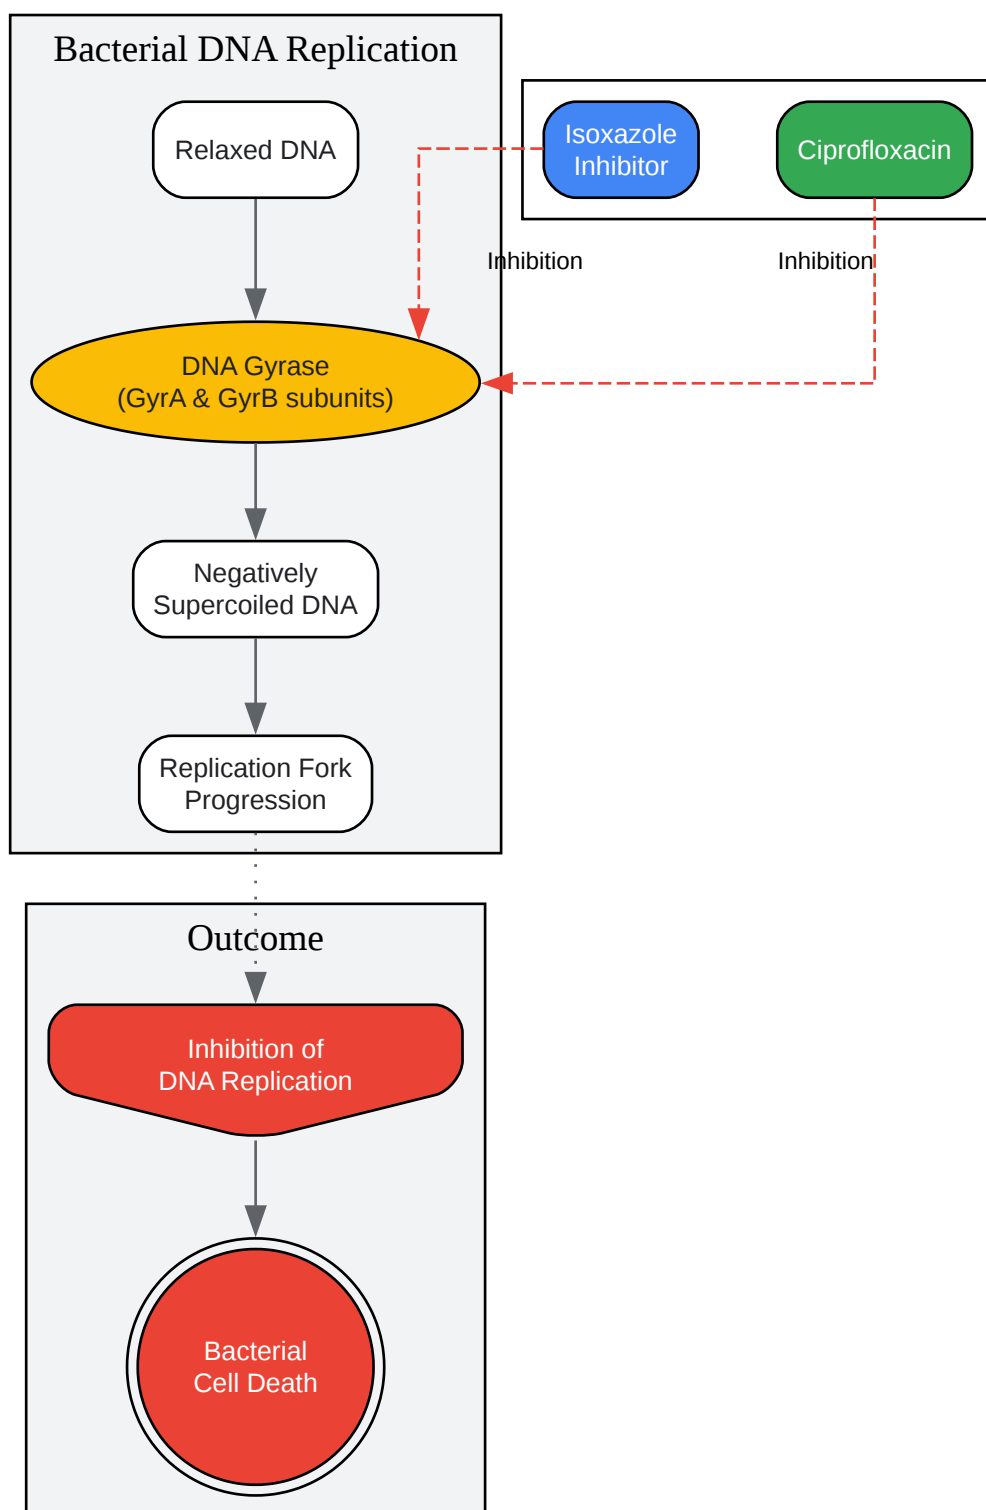 Bacterial DNA Replication
Relaxed DNA
Isoxazole
Inhibitor
Ciprofloxacin
Inhibition
Inhibition
DNA Gyrase
(GyrA & GyrB subunits)
Negatively
Supercoiled DNA
Replication Fork
Progression
Outcome
Inhibition of
DNA Replication
Bacterial
Cell Death